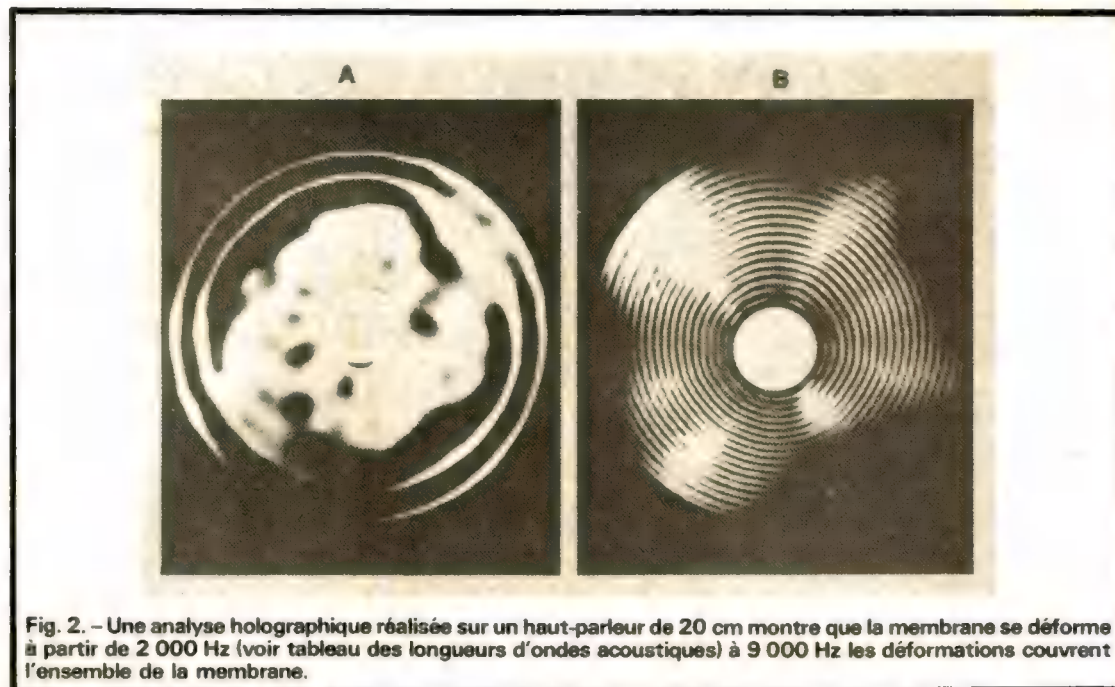 A B
Fig. 2. – Une analyse holographique réalisée sur un haut-parleur de 20 cm montre que la membrane se déforme
à partir de 2 000 Hz (voir tableau des longueurs d'ondes acoustiques) à 9 000 Hz les déformations couvrent
l'ensemble de la membrane.